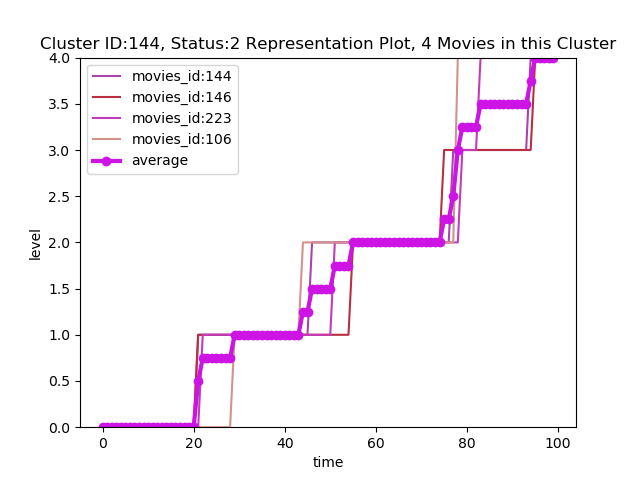 Cluster ID:144, Status:2 Representation Plot, 4 Movies in this Cluster
movies_id:144
movies_id:146
movies_id:223
movies_id:106
average
level
4.0
3.5
3.0
2.5
2.0
1.5
1.0
0.5
0.0
0 20 40 60 80 100
time